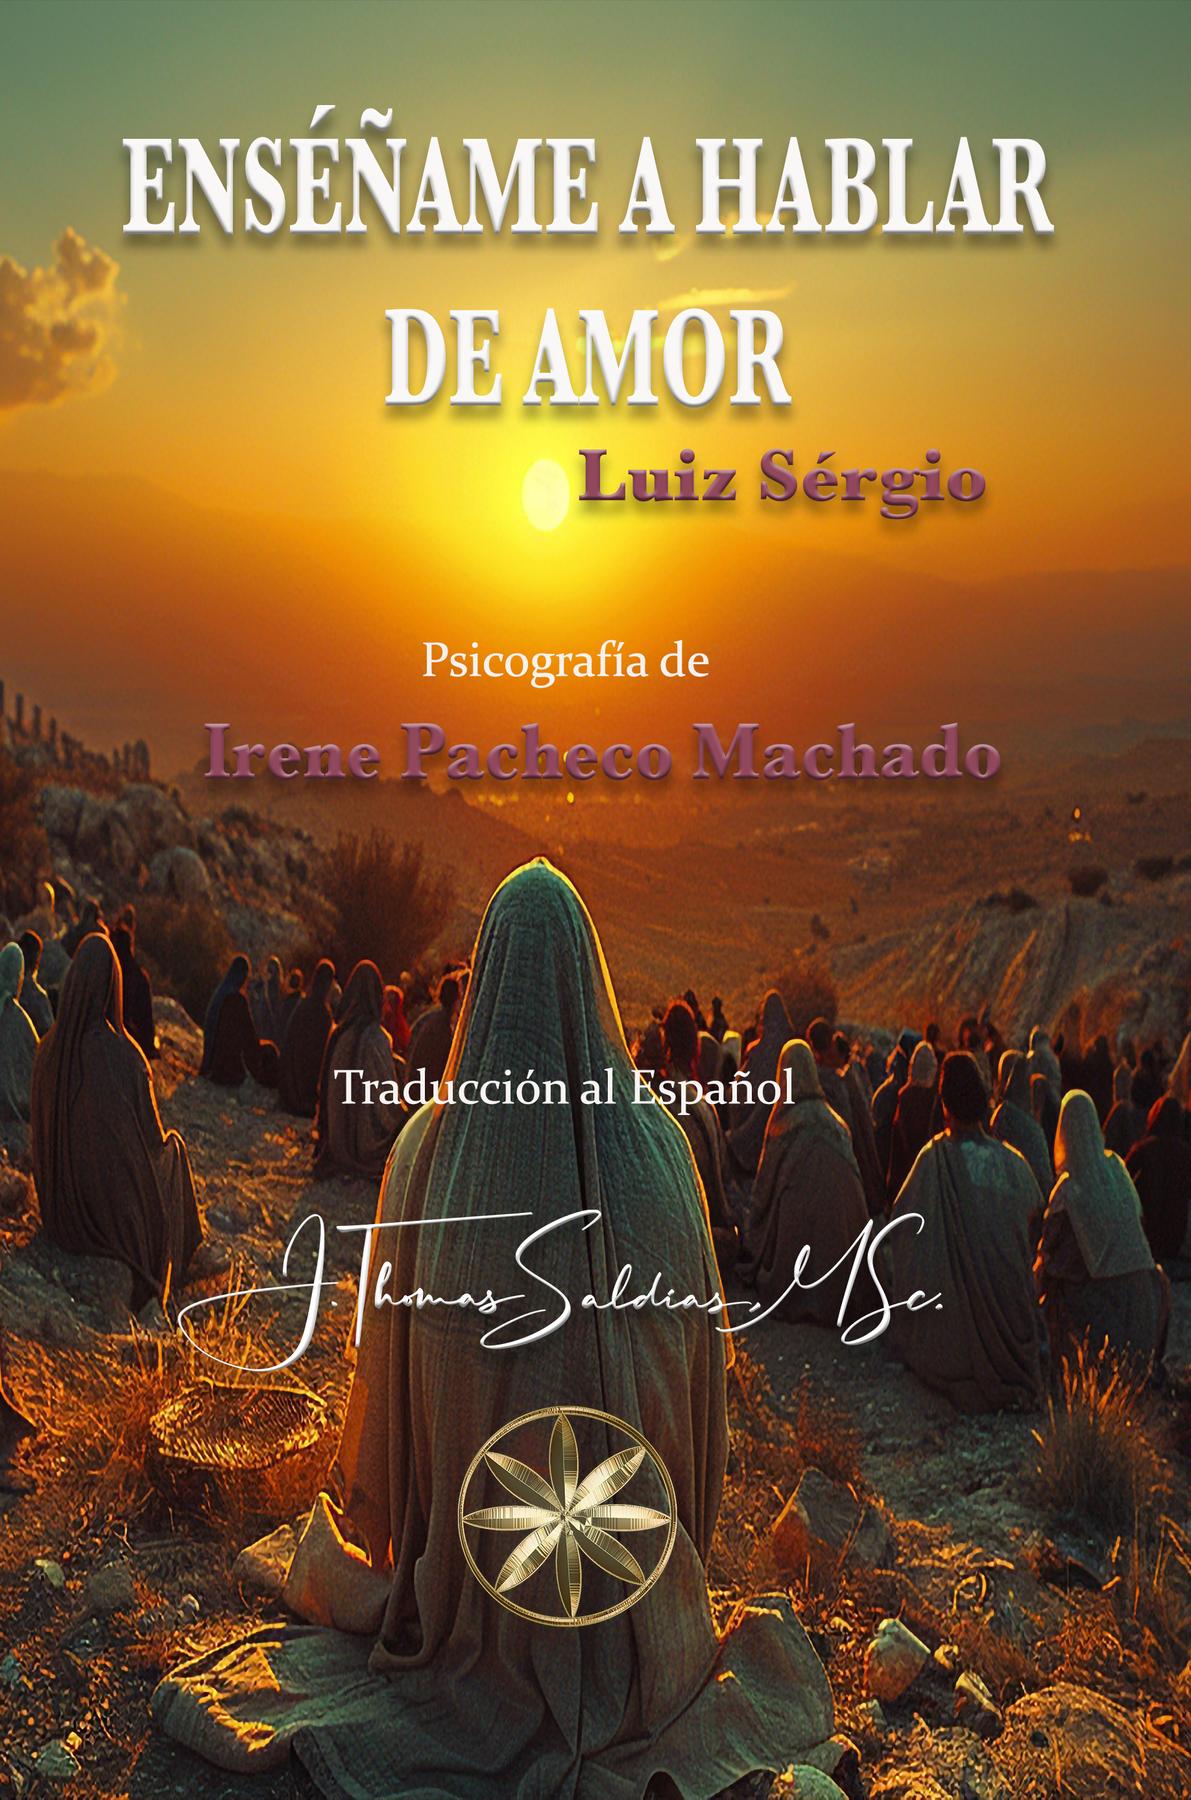 ENSÉÑAME A HABLAR
DE AMOR
Luiz Sérgio
Psicografía de
Irene Pacheco Machado
Traducción al Español
J.Thomas Saldias, MSc.